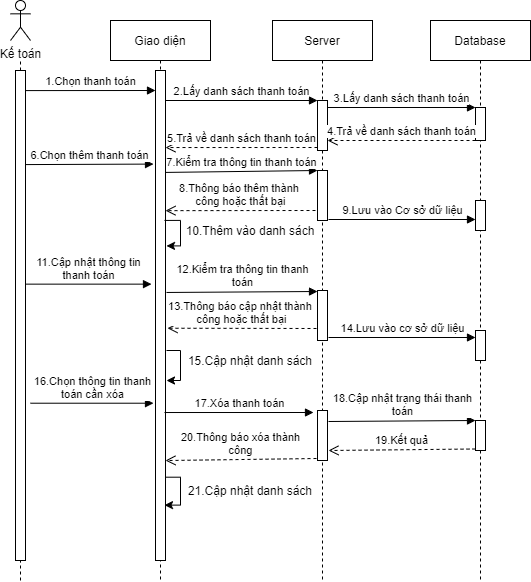 Giao diện
Server
Database
Kế toán
1.Chọn thanh toán
2.Lấy danh sách thanh toán
3.Lấy danh sách thanh toán
4.Trả về danh sách thanh toán
5.Trả về danh sách thanh toán
6.Chọn thêm thanh toán
7.Kiểm tra thông tin thanh toán
8.Thông báo thêm thành
công hoặc thất bại
9.Lưu vào Cơ sở dữ liệu
10.Thêm vào danh sách
11.Cập nhật thông tin
thanh toán
12.Kiểm tra thông tin thanh
toán
13.Thông báo cập nhật thành
công hoặc thất bại
14.Lưu vào cơ sở dữ liệu
15.Cập nhật danh sách
16.Chọn thông tin thanh
toán cần xóa
17.Xóa thanh toán
18.Cập nhật trạng thái thanh
toán
19.Kết quả
20.Thông báo xóa thành
công
21.Cập nhật danh sách